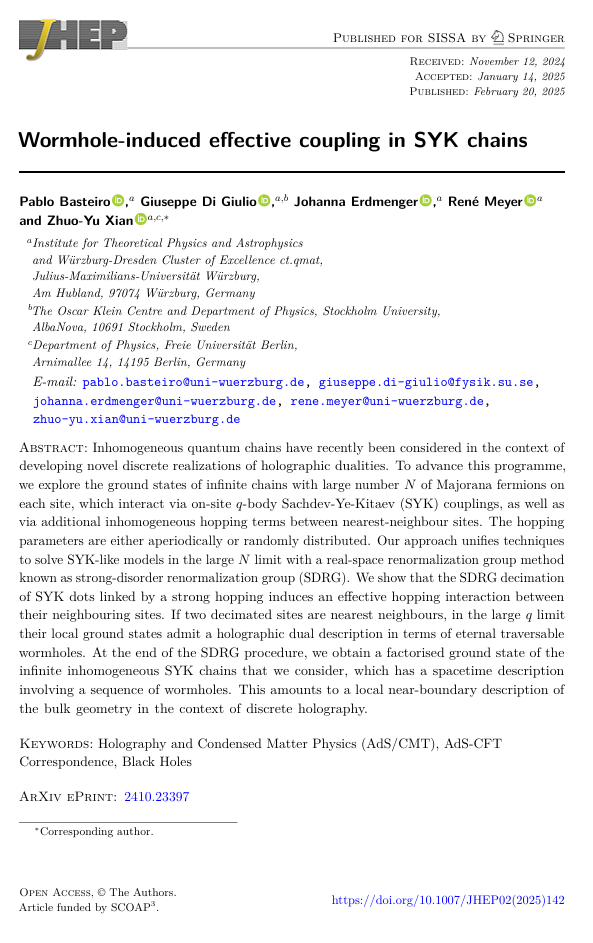 JHEP
Published for SISSA by Springer
Received: November 12, 2024
Accepted: January 14, 2025
Published: February 20, 2025
Wormhole-induced effective coupling in SYK chains
Pablo Basteiro,ᵃ Giuseppe Di Giulio,ᵃ,ᵇ Johanna Erdmenger,ᵃ René Meyerᵃ
and Zhuo-Yu Xianᵃ,ᶜ,*
ᵃInstitute for Theoretical Physics and Astrophysics
and Würzburg-Dresden Cluster of Excellence ct.qmat,
Julius-Maximilians-Universität Würzburg,
Am Hubland, 97074 Würzburg, Germany
ᵇThe Oscar Klein Centre and Department of Physics, Stockholm University,
AlbaNova, 10691 Stockholm, Sweden
ᶜDepartment of Physics, Freie Universität Berlin,
Arnimallee 14, 14195 Berlin, Germany
E-mail: pablo.basteiro@uni-wuerzburg.de, giuseppe.di-giulio@fysik.su.se,
johanna.erdmenger@uni-wuerzburg.de, rene.meyer@uni-wuerzburg.de,
zhuo-yu.xian@uni-wuerzburg.de
Abstract: Inhomogeneous quantum chains have recently been considered in the context of
developing novel discrete realizations of holographic dualities. To advance this programme,
we explore the ground states of infinite chains with large number N of Majorana fermions on
each site, which interact via on-site q-body Sachdev-Ye-Kitaev (SYK) couplings, as well as
via additional inhomogeneous hopping terms between nearest-neighbour sites. The hopping
parameters are either aperiodically or randomly distributed. Our approach unifies techniques
to solve SYK-like models in the large N limit with a real-space renormalization group method
known as strong-disorder renormalization group (SDRG). We show that the SDRG decimation
of SYK dots linked by a strong hopping induces an effective hopping interaction between
their neighbouring sites. If two decimated sites are nearest neighbours, in the large q limit
their local ground states admit a holographic dual description in terms of eternal traversable
wormholes. At the end of the SDRG procedure, we obtain a factorised ground state of the
infinite inhomogeneous SYK chains that we consider, which has a spacetime description
involving a sequence of wormholes. This amounts to a local near-boundary description of
the bulk geometry in the context of discrete holography.
Keywords: Holography and Condensed Matter Physics (AdS/CMT), AdS-CFT
Correspondence, Black Holes
ArXiv ePrint: 2410.23397
*Corresponding author.
Open Access, © The Authors.
Article funded by SCOAP³.
https://doi.org/10.1007/JHEP02(2025)142